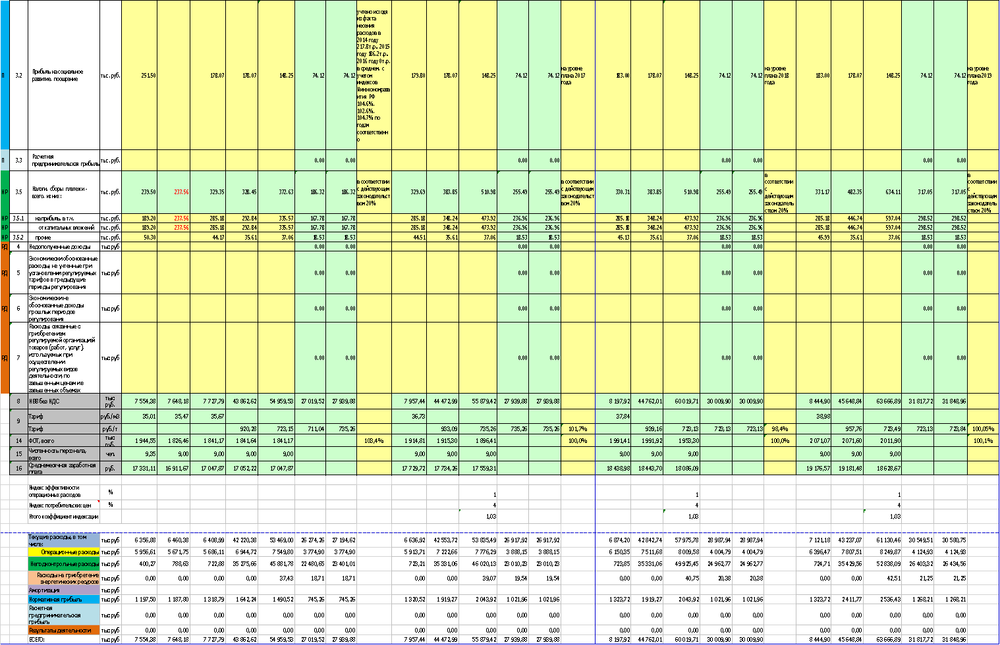 П 3.2 Прибыль на социальное развитие, поощрение тыс.руб. 251.50 178.07 178.07 148.25 74.12 74.12 учтено исходя из факта несения расходов в 2014 году 217.8т.р. 2015 году 186.2т.р. 2016 году 0т.р. в среднем, с учетом индексов Минэкономразвития РФ 104.6%, 102.6%, 104.7% по годам соответственно 179.80 178.07 148.25 74.12 74.12 на уровне плана 2017 года 183.00 178.07 148.25 74.12 74.12 на уровне плана 2018 года 183.00 178.07 148.25 74.12 74.12 на уровне плана 2019 года
П 3.3 Расчетная предпринимательская прибыль тыс.руб. 0.00 0.00 0.00 0.00 0.00 0.00 0.00 0.00
НР 3.5 Налоги, сборы, платежи - всего, из них: тыс.руб. 239.50 237.56 329.35 328.45 372.63 186.32 186.32 в соответствии с действующим законодательством 20% 329.69 383.85 510.98 255.49 255.49 в соответствии с действующим законодательством 20% 330.31 383.85 510.98 255.49 255.49 в соответствии с действующим законодательством 20% 331.17 482.35 634.11 317.05 317.05 в соответствии с действующим законодательством 20%
НР 3.5.1 на прибыль, в т.ч. тыс.руб. 189.20 237.56 285.18 292.84 335.57 167.78 167.78 285.18 348.24 473.92 236.96 236.96 285.18 348.24 473.92 236.96 236.96 285.18 446.74 597.04 298.52 298.52
НР от капитальных вложений тыс.руб. 189.20 237.56 285.18 292.84 335.57 167.78 167.78 285.18 348.24 473.92 236.96 236.96 285.18 348.24 473.92 236.96 236.96 285.18 446.74 597.04 298.52 298.52
НР 3.5.2 прочие тыс.руб. 50.30 44.17 35.61 37.06 18.53 18.53 44.51 35.61 37.06 18.53 18.53 45.13 35.61 37.06 18.53 18.53 45.99 35.61 37.06 18.53 18.53
РД 4 Недополученные доходы тыс руб 0.00 0.00 0.00 0.00 0.00 0.00 0.00 0.00
РД 5 Экономически обоснованные расходы, не учтенные при установлении регулируемых тарифов в предыдущие периоды регулирования тыс руб 0.00 0.00 0.00 0.00 0.00 0.00 0.00 0.00
РД 6 Экономически не обоснованные доходы прошлых периодов регулирования тыс руб 0.00 0.00 0.00 0.00 0.00 0.00 0.00 0.00
РД 7 Расходы, связанные с приобретением регулируемой организацией товаров (работ, услуг), используемых при осуществлении регулируемых видов деятельности, по завышенным ценам и в завышенных объемах тыс руб 0.00 0.00 0.00 0.00 0.00 0.00 0.00 0.00
8 НВВ без НДС тыс руб. 7 554,38 7 648,18 7 727,79 43 862,62 54 959,53 27 019,52 27 939,88 7 957,44 44 472,99 55 879,42 27 939,88 27 939,88 8 197,92 44 762,01 60 019,71 30 009,90 30 009,90 8 444,90 45 648,84 63 666,89 31 817,72 31 848,96
9 Тариф руб./м3 35,01 35,47 35,67 36,73 37,84 38,98
Тариф руб./т 920,28 723,15 711,04 735,26 933,09 735,26 735,26 735,26 101,7% 939,16 723,13 723,13 723,13 98,4% 957,76 723,49 723,13 723,84 100,05%
14 ФОТ, всего тыс руб. 1 944,55 1 826,46 1 841,17 1 841,64 1 841,17 103,4% 1 914,81 1 915,30 1 896,41 100,0% 1 991,41 1 991,92 1 953,30 100,0% 2 071,07 2 071,60 2 011,90 100,1%
15 Численность персонала, всего чел. 9,35 9,00 9,00 9,00 9,00 9,00 9,00 9,00 9,00 9,00 9,00 9,00 9,00 9,00
16 Среднемесячная заработная плата руб. 17 331,11 16 911,67 17 047,87 17 052,22 17 047,87 17 729,72 17 734,26 17 559,31 18 438,98 18 443,70 18 086,09 19 176,57 19 181,48 18 628,67
Индекс эффективности операционных расходов % 1 1 1
Индекс потребительских цен % 4 4 4
Итого коэффициент индексации 1,03 1,03 1,03
Текущие расходы, в том числе: тыс руб 6 356,88 6 460,38 6 408,99 42 220,38 53 469,00 26 274,26 27 194,62 6 636,92 42 553,72 53 835,49 26 917,92 26 917,92 6 874,20 42 842,74 57 975,78 28 987,94 28 987,94 7 121,18 43 237,07 61 130,46 30 549,51 30 580,75
Операционные расходы тыс руб 5 956,61 5 671,75 5 686,11 6 944,72 7 549,80 3 774,90 3 774,90 5 913,71 7 222,66 7 776,29 3 888,15 3 888,15 6 150,35 7 511,68 8 009,58 4 004,79 4 004,79 6 396,47 7 807,51 8 249,87 4 124,93 4 124,93
Неподконтрольные расходы тыс руб 400,27 788,63 722,88 35 275,66 45 881,78 22 480,65 23 401,01 723,21 35 331,06 46 020,13 23 010,23 23 010,23 723,85 35 331,06 49 925,45 24 962,77 24 962,77 724,71 35 429,56 52 838,09 26 403,32 26 434,56
Расходы на приобретение энергетических ресурсов тыс руб 0,00 0,00 0,00 0,00 37,43 18,71 18,71 0,00 0,00 39,07 19,54 19,54 0,00 0,00 40,75 20,38 20,38 0,00 0,00 42,51 21,25 21,25
Амортизация тыс руб
Нормативная прибыль тыс руб 1 197,50 1 187,80 1 318,79 1 642,24 1 490,52 745,26 745,26 1 320,52 1 919,27 2 043,92 1 021,96 1 021,96 1 323,72 1 919,27 2 043,92 1 021,96 1 021,96 1 323,72 2 411,77 2 536,43 1 268,21 1 268,21
Расчетная предпринимательская прибыль тыс руб 0,00 0,00 0,00 0,00 0,00 0,00 0,00 0,00 0,00 0,00 0,00 0,00 0,00 0,00 0,00 0,00 0,00 0,00 0,00 0,00 0,00 0,00
Результаты деятельности тыс руб 0,00 0,00 0,00 0,00 0,00 0,00 0,00 0,00 0,00 0,00 0,00 0,00 0,00 0,00 0,00 0,00 0,00 0,00 0,00 0,00 0,00 0,00
ВСЕГО: тыс руб 7 554,38 7 648,18 7 727,79 43 862,62 54 959,53 27 019,52 27 939,88 7 957,44 44 472,99 55 879,42 27 939,88 27 939,88 8 197,92 44 762,01 60 019,71 30 009,90 30 009,90 8 444,90 45 648,84 63 666,89 31 817,72 31 848,96